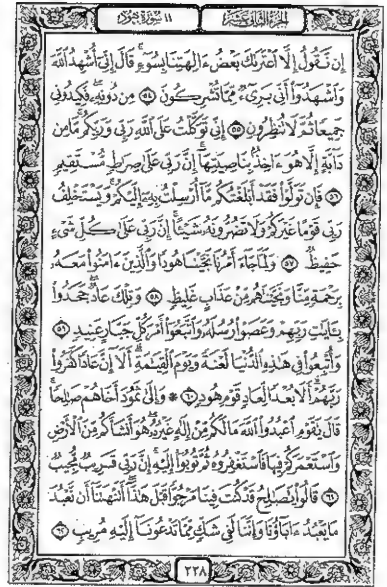 الجزء الثاني عشر ١١ سورة هود
إِن نَّقُولُ إِلَّا ٱعْتَرَىٰكَ بَعْضُ ءَالِهَتِنَا بِسُوٓءٍ ۗ قَالَ إِنِّىٓ أُشْهِدُ ٱللَّهَ
وَٱشْهَدُوٓا۟ أَنِّى بَرِىٓءٌ مِّمَّا تُشْرِكُونَ ٥٤ مِن دُونِهِۦ ۖ فَكِيدُونِى
جَمِيعًا ثُمَّ لَا تُنظِرُونِ ٥٥ إِنِّى تَوَكَّلْتُ عَلَى ٱللَّهِ رَبِّى وَرَبِّكُم ۚ مَّا مِن
دَآبَّةٍ إِلَّا هُوَ ءَاخِذٌۢ بِنَاصِيَتِهَآ ۚ إِنَّ رَبِّى عَلَىٰ صِرَٰطٍ مُّسْتَقِيمٍ
٥٦ فَإِن تَوَلَّوْا۟ فَقَدْ أَبْلَغْتُكُم مَّآ أُرْسِلْتُ بِهِۦٓ إِلَيْكُمْ ۚ وَيَسْتَخْلِفُ
رَبِّى قَوْمًا غَيْرَكُمْ وَلَا تَضُرُّونَهُۥ شَيْـًٔا ۚ إِنَّ رَبِّى عَلَىٰ كُلِّ شَىْءٍ
حَفِيظٌ ٥٧ وَلَمَّا جَآءَ أَمْرُنَا نَجَّيْنَا هُودًا وَٱلَّذِينَ ءَامَنُوا۟ مَعَهُۥ
بِرَحْمَةٍ مِّنَّا وَنَجَّيْنَٰهُم مِّنْ عَذَابٍ غَلِيظٍ ٥٨ وَتِلْكَ عَادٌ ۖ جَحَدُوا۟
بِـَٔايَٰتِ رَبِّهِمْ وَعَصَوْا۟ رُسُلَهُۥ وَٱتَّبَعُوٓا۟ أَمْرَ كُلِّ جَبَّارٍ عَنِيدٍ ٥٩
وَأُتْبِعُوا۟ فِى هَٰذِهِ ٱلدُّنْيَا لَعْنَةً وَيَوْمَ ٱلْقِيَٰمَةِ ۗ أَلَآ إِنَّ عَادًا كَفَرُوا۟
رَبَّهُمْ ۗ أَلَا بُعْدًا لِّعَادٍ قَوْمِ هُودٍ ٦٠ ۞ وَإِلَىٰ ثَمُودَ أَخَاهُمْ صَٰلِحًا ۚ
قَالَ يَٰقَوْمِ ٱعْبُدُوا۟ ٱللَّهَ مَا لَكُم مِّنْ إِلَٰهٍ غَيْرُهُۥ ۖ هُوَ أَنشَأَكُم مِّنَ ٱلْأَرْضِ
وَٱسْتَعْمَرَكُمْ فِيهَا فَٱسْتَغْفِرُوهُ ثُمَّ تُوبُوٓا۟ إِلَيْهِ ۚ إِنَّ رَبِّى قَرِيبٌ مُّجِيبٌ
٦١ قَالُوا۟ يَٰصَٰلِحُ قَدْ كُنتَ فِينَا مَرْجُوًّا قَبْلَ هَٰذَآ ۖ أَتَنْهَىٰنَآ أَن نَّعْبُدَ
مَا يَعْبُدُ ءَابَآؤُنَا وَإِنَّنَا لَفِى شَكٍّ مِّمَّا تَدْعُونَآ إِلَيْهِ مُرِيبٍ ٦٢
٢٢٨